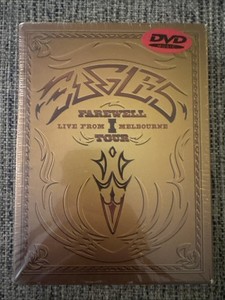 DVD
EAGLES
FAREWELL
I
LIVE FROM MELBOURNE
TOUR